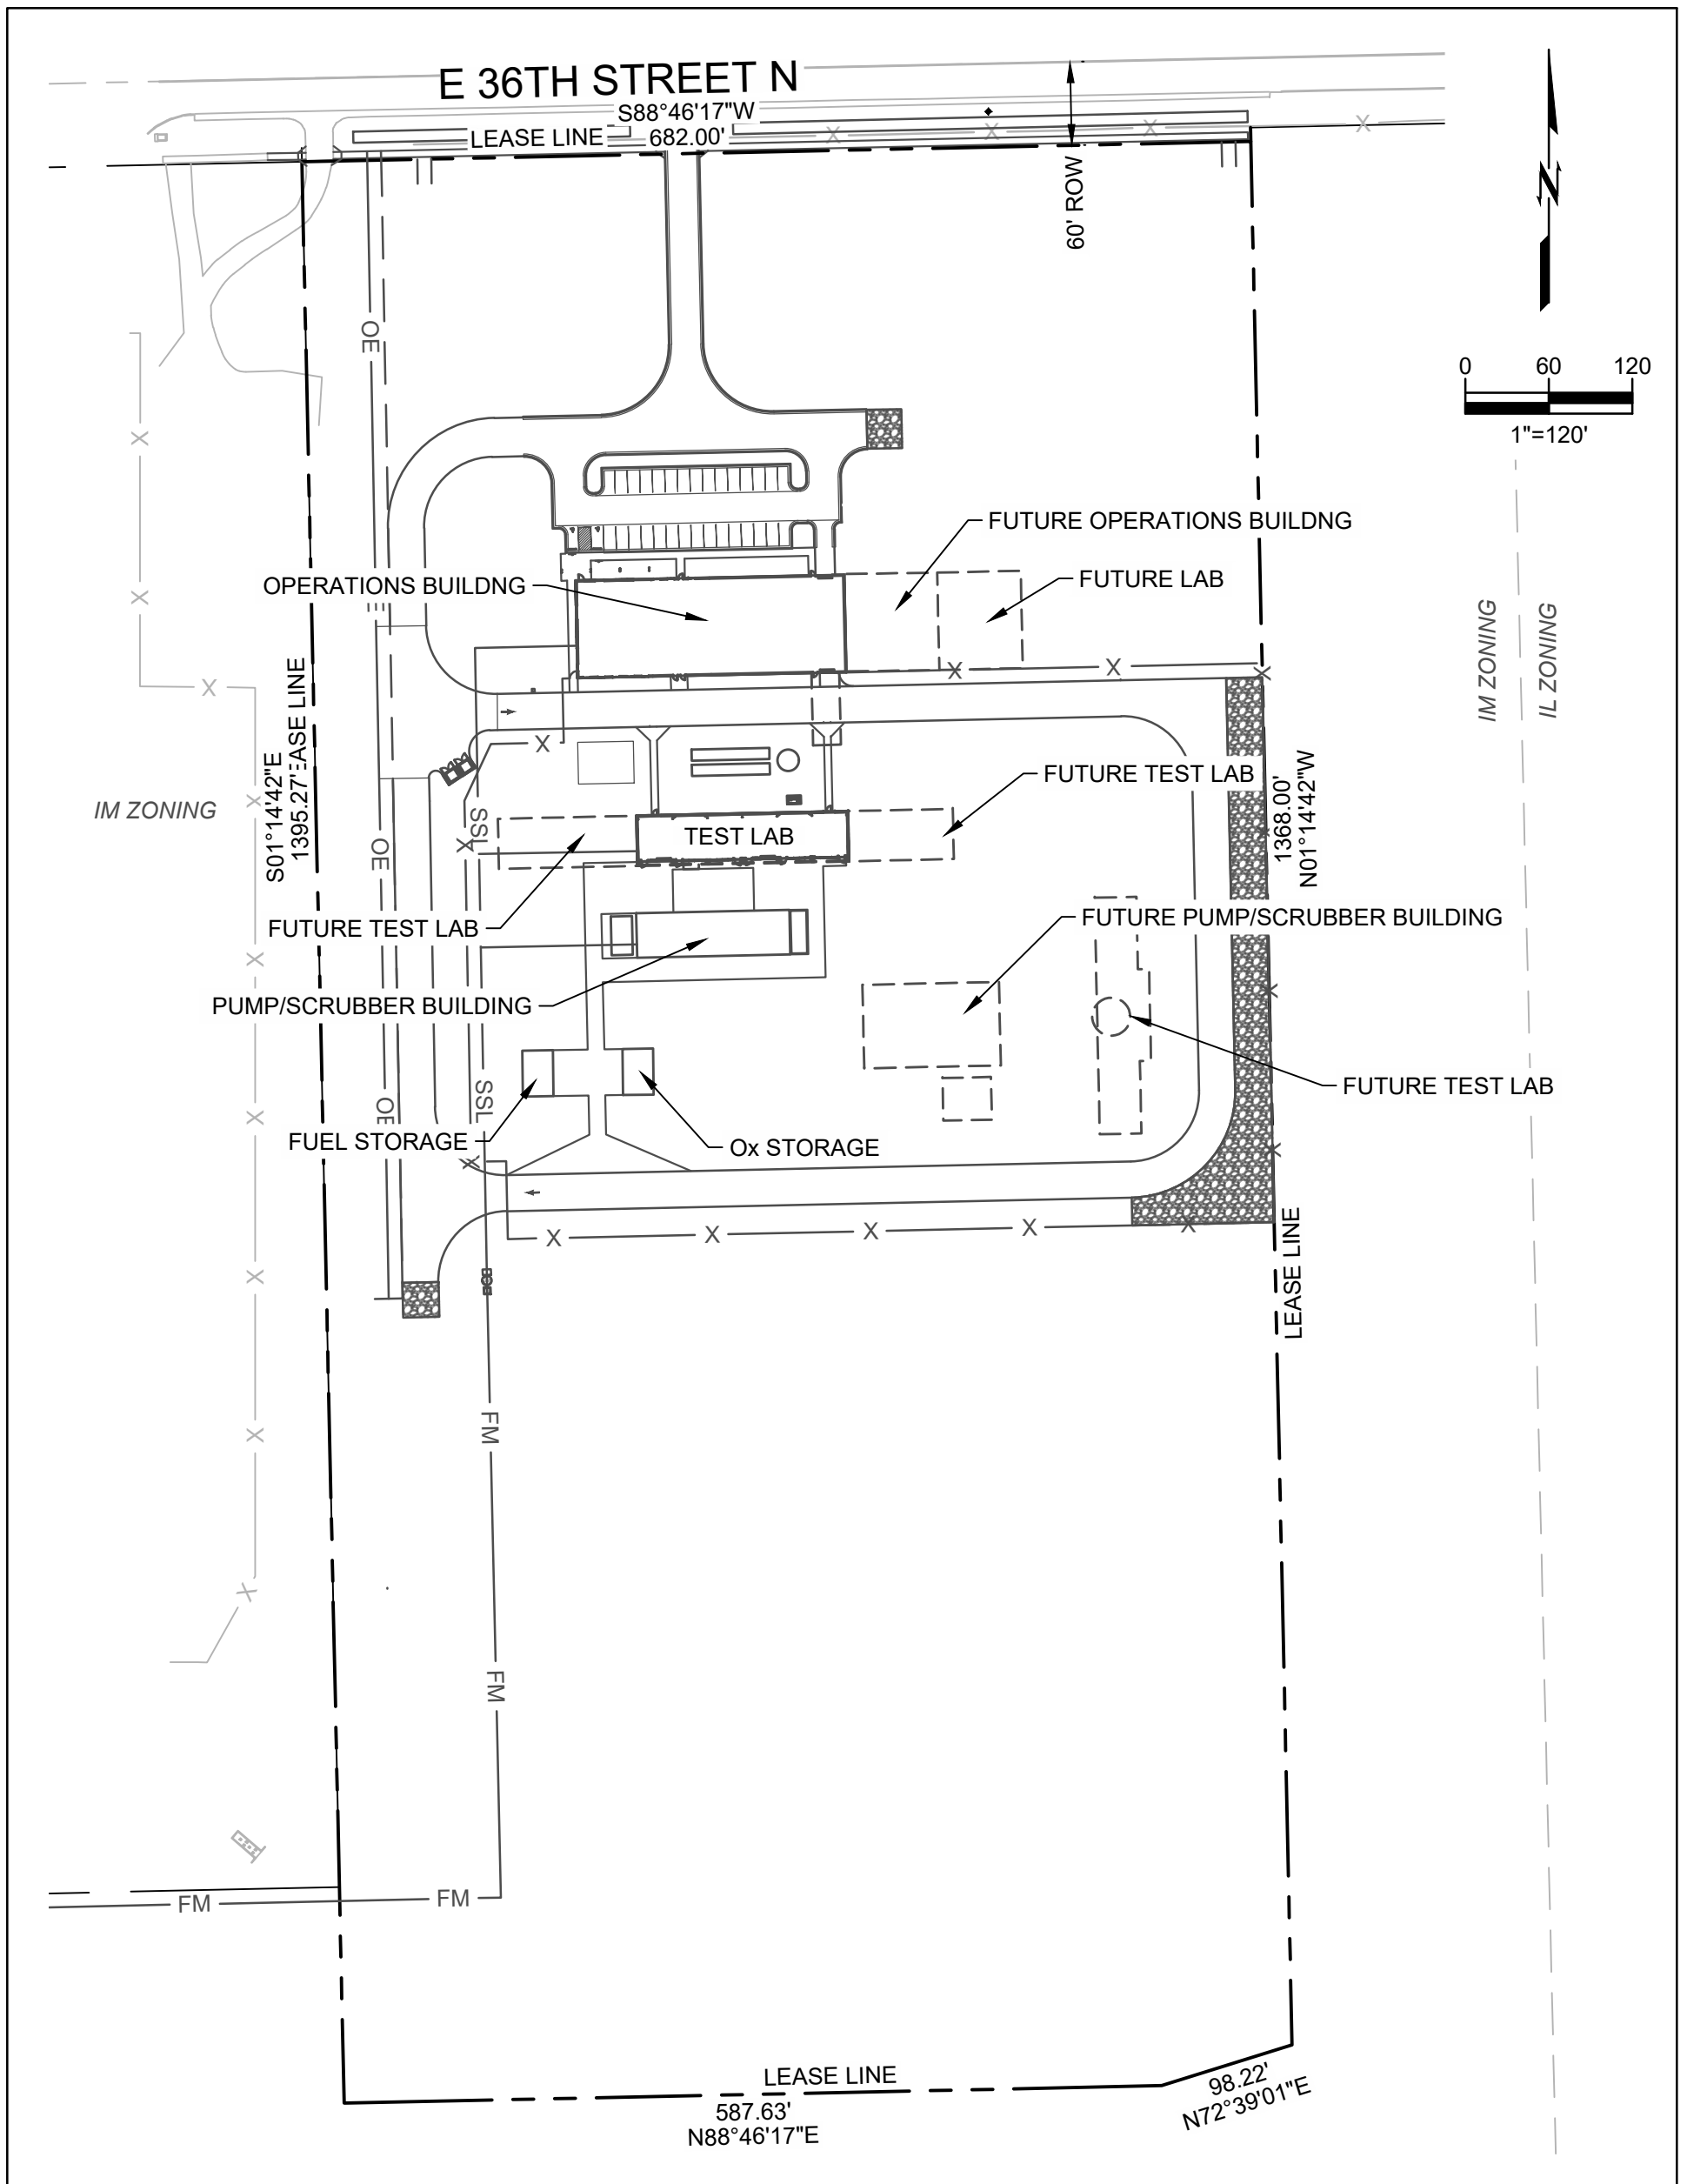 E 36TH STREET N
S88°46'17"W
LEASE LINE 682.00'
X X X X
60' ROW
OE
0 60 120
1"=120'
X
FUTURE OPERATIONS BUILDNG
OPERATIONS BUILDNG
FUTURE LAB
X
IM ZONING
IL ZONING
X X X
X
X
FUTURE TEST LAB
S01°14'42"E
1395.27'
EASE LINE
IM ZONING
X
OE
SSL
X
TEST LAB
1368.00'
N01°14'42"W
FUTURE TEST LAB
FUTURE PUMP/SCRUBBER BUILDING
X
X
PUMP/SCRUBBER BUILDING
OE
SSL
FUTURE TEST LAB
X
FUEL STORAGE
Ox STORAGE
X
X
X X X X X
LEASE LINE
X
FM
X
X
FM
FM FM
LEASE LINE
587.63'
N88°46'17"E
98.22'
N72°39'01"E